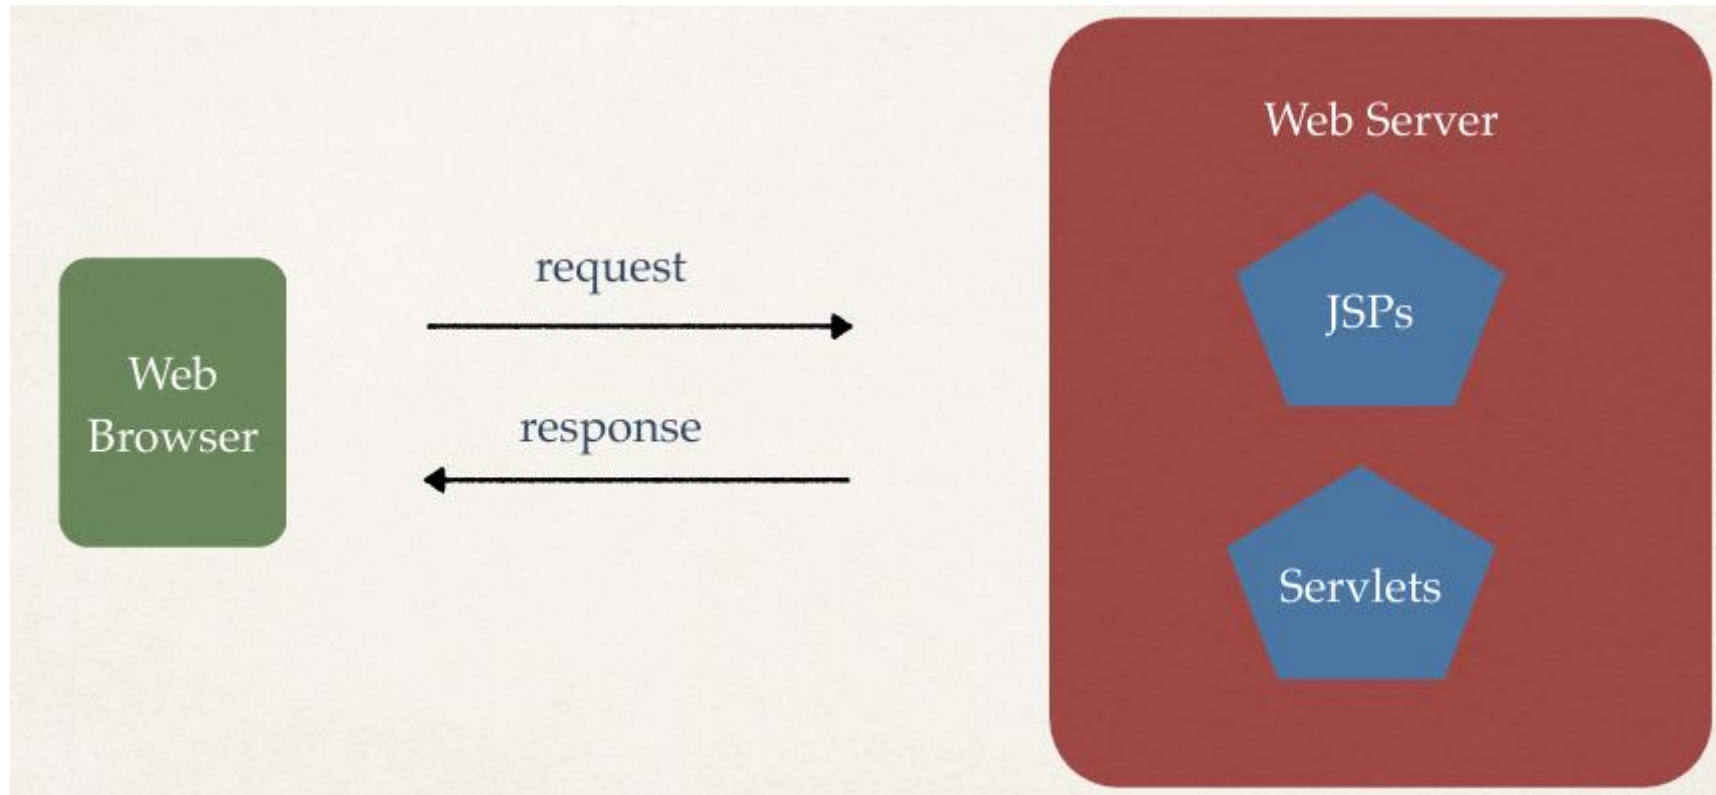 Web Server
JSPs
request
Web
Browser
response
Servlets